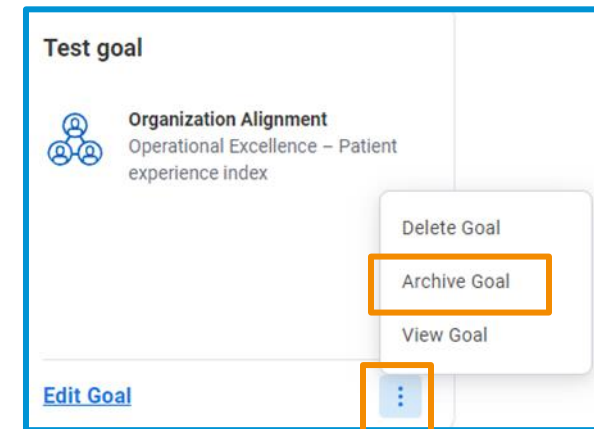 Test goal
Organization Alignment
Operational Excellence – Patient
experience index
Delete Goal
Archive Goal
View Goal
Edit Goal